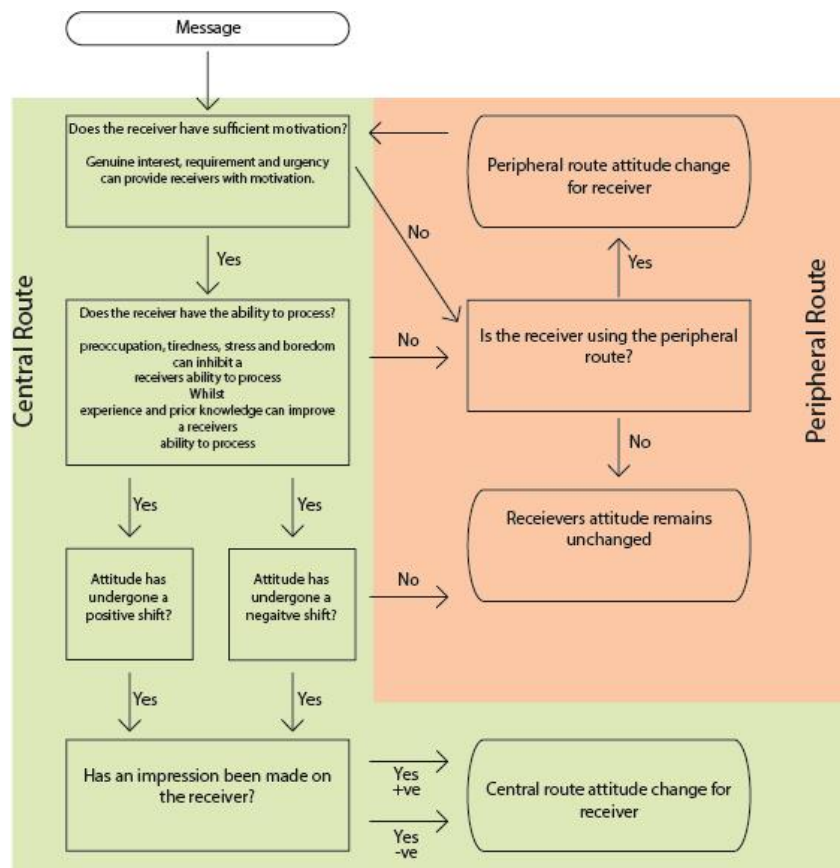 Message
Does the receiver have sufficient motivation?
Genuine interest, requirement and urgency
can provide receivers with motivation.
Peripheral route attitude change
for receiver
No
Yes
Yes
Central Route
Does the receiver have the ability to process?
preoccupation, tiredness, stress and boredom
can inhibit a
receivers ability to process
Whilst
experience and prior knowledge can improve
a receivers
ability to process
No
Is the receiver using the peripheral
route?
Peripheral Route
No
Yes
Yes
Attitude has
undergone a
positive shift?
Attitude has
undergone a
negaitve shift?
No
Receievers attitude remains
unchanged
Yes
Yes
Has an impression been made on
the receiver?
Yes
+ve
Yes
-ve
Central route attitude change for
receiver